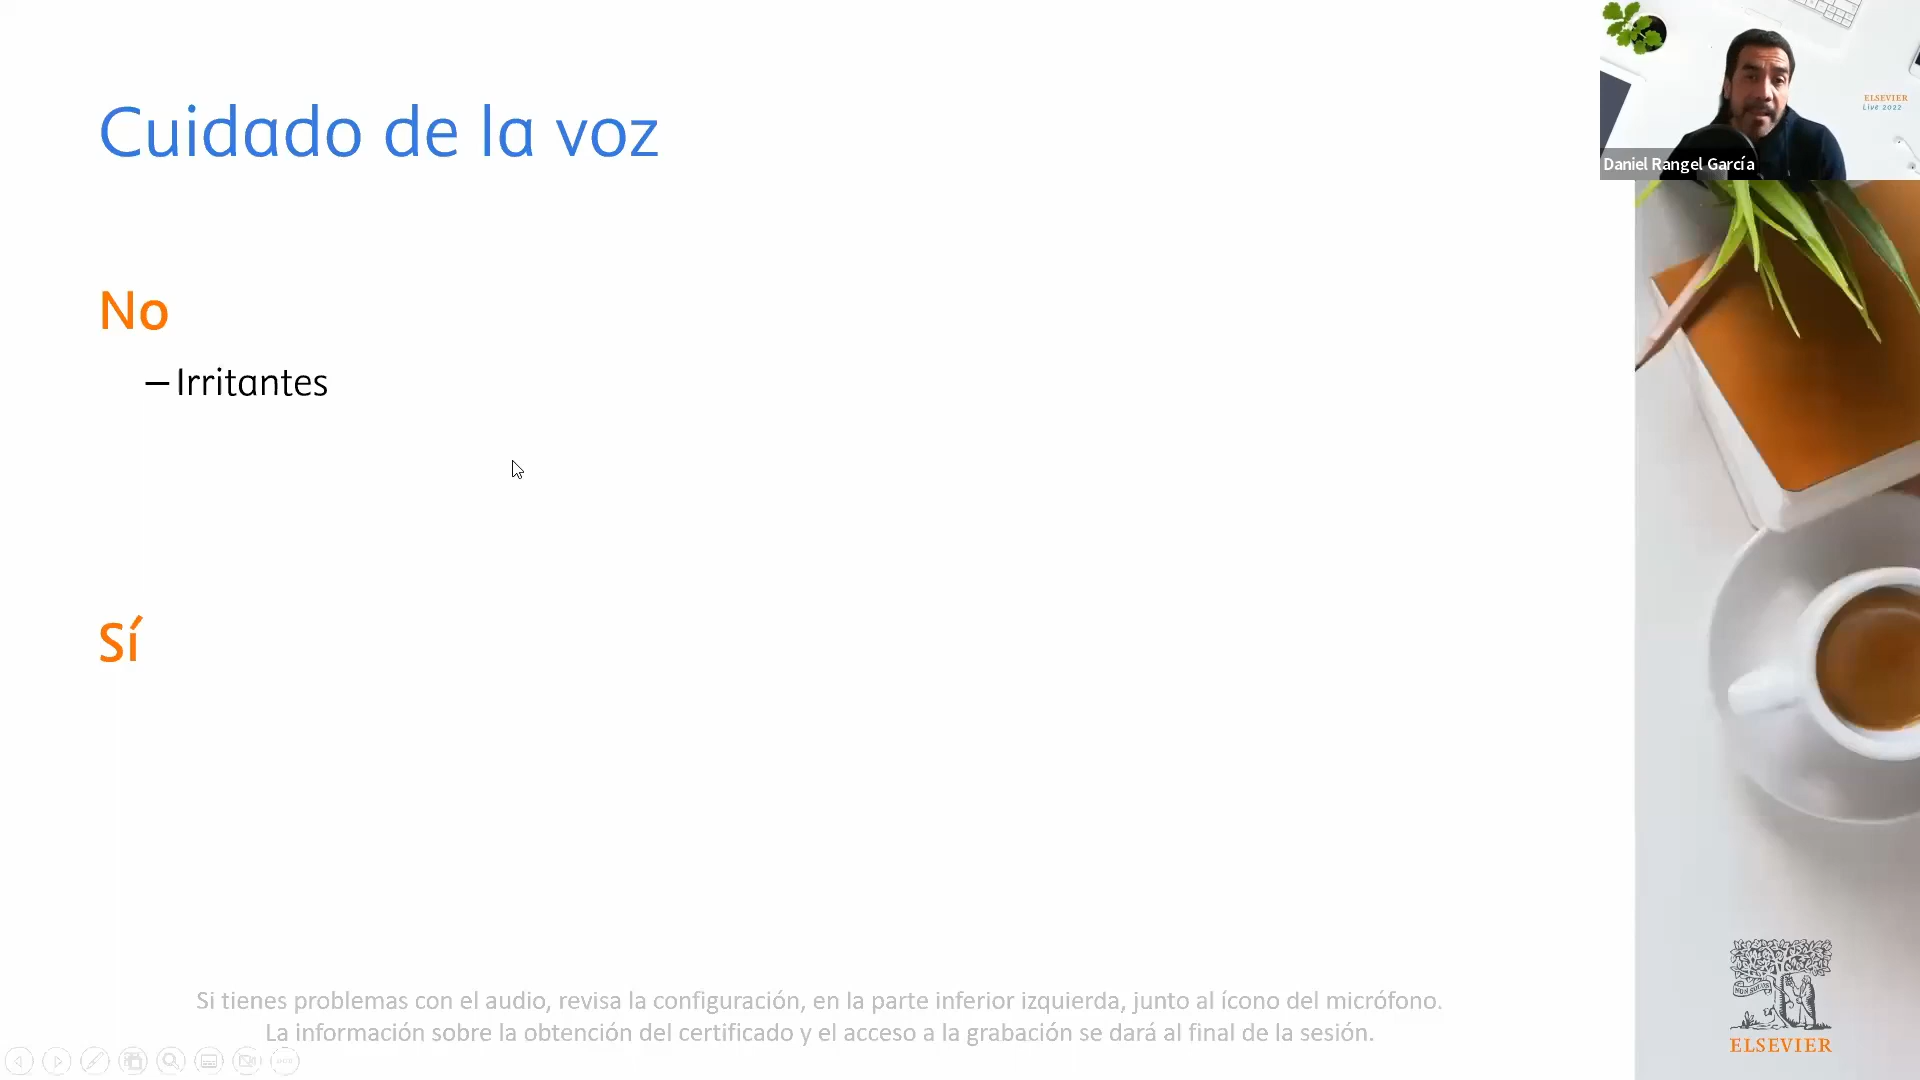 Cuidado de la voz
No
– Irritantes
Sí
Si tienes problemas con el audio, revisa la configuración, en la parte inferior izquierda, junto al ícono del micrófono.
La información sobre la obtención del certificado y el acceso a la grabación se dará al final de la sesión.
ELSEVIER
Live 2022
Daniel Rangel García
NON SOLUS
ELSEVIER